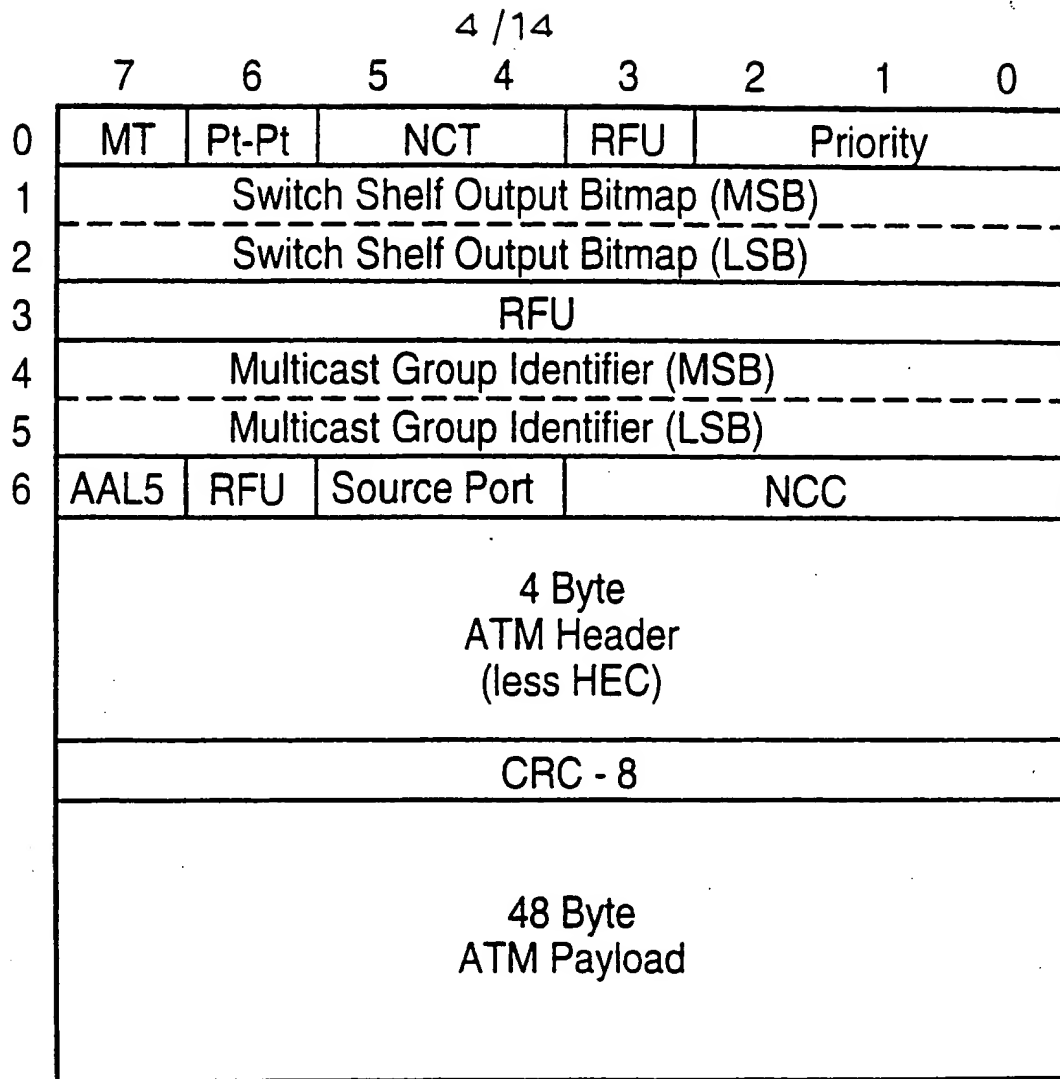 4/14
7 6 5 4 3 2 1 0
0 MT Pt-Pt NCT RFU Priority
1 Switch Shelf Output Bitmap (MSB)
2 Switch Shelf Output Bitmap (LSB)
3 RFU
4 Multicast Group Identifier (MSB)
5 Multicast Group Identifier (LSB)
6 AAL5 RFU Source Port NCC
4 Byte
ATM Header
(less HEC)
CRC - 8
48 Byte
ATM Payload